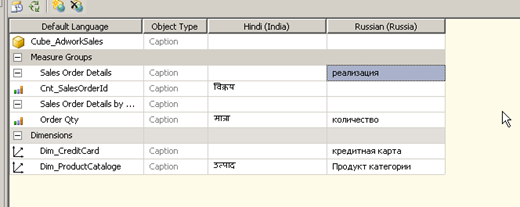 Default Language Object Type Hindi (India) Russian (Russia)
Cube_AdworkSales Caption
Measure Groups
Sales Order Details Caption реализация
Cnt_SalesOrderId Caption विक्रय
Sales Order Details by ... Caption
Order Qty Caption मात्रा количество
Dimensions
Dim_CreditCard Caption кредитная карта
Dim_ProductCataloge Caption उत्पाद Продукт категории